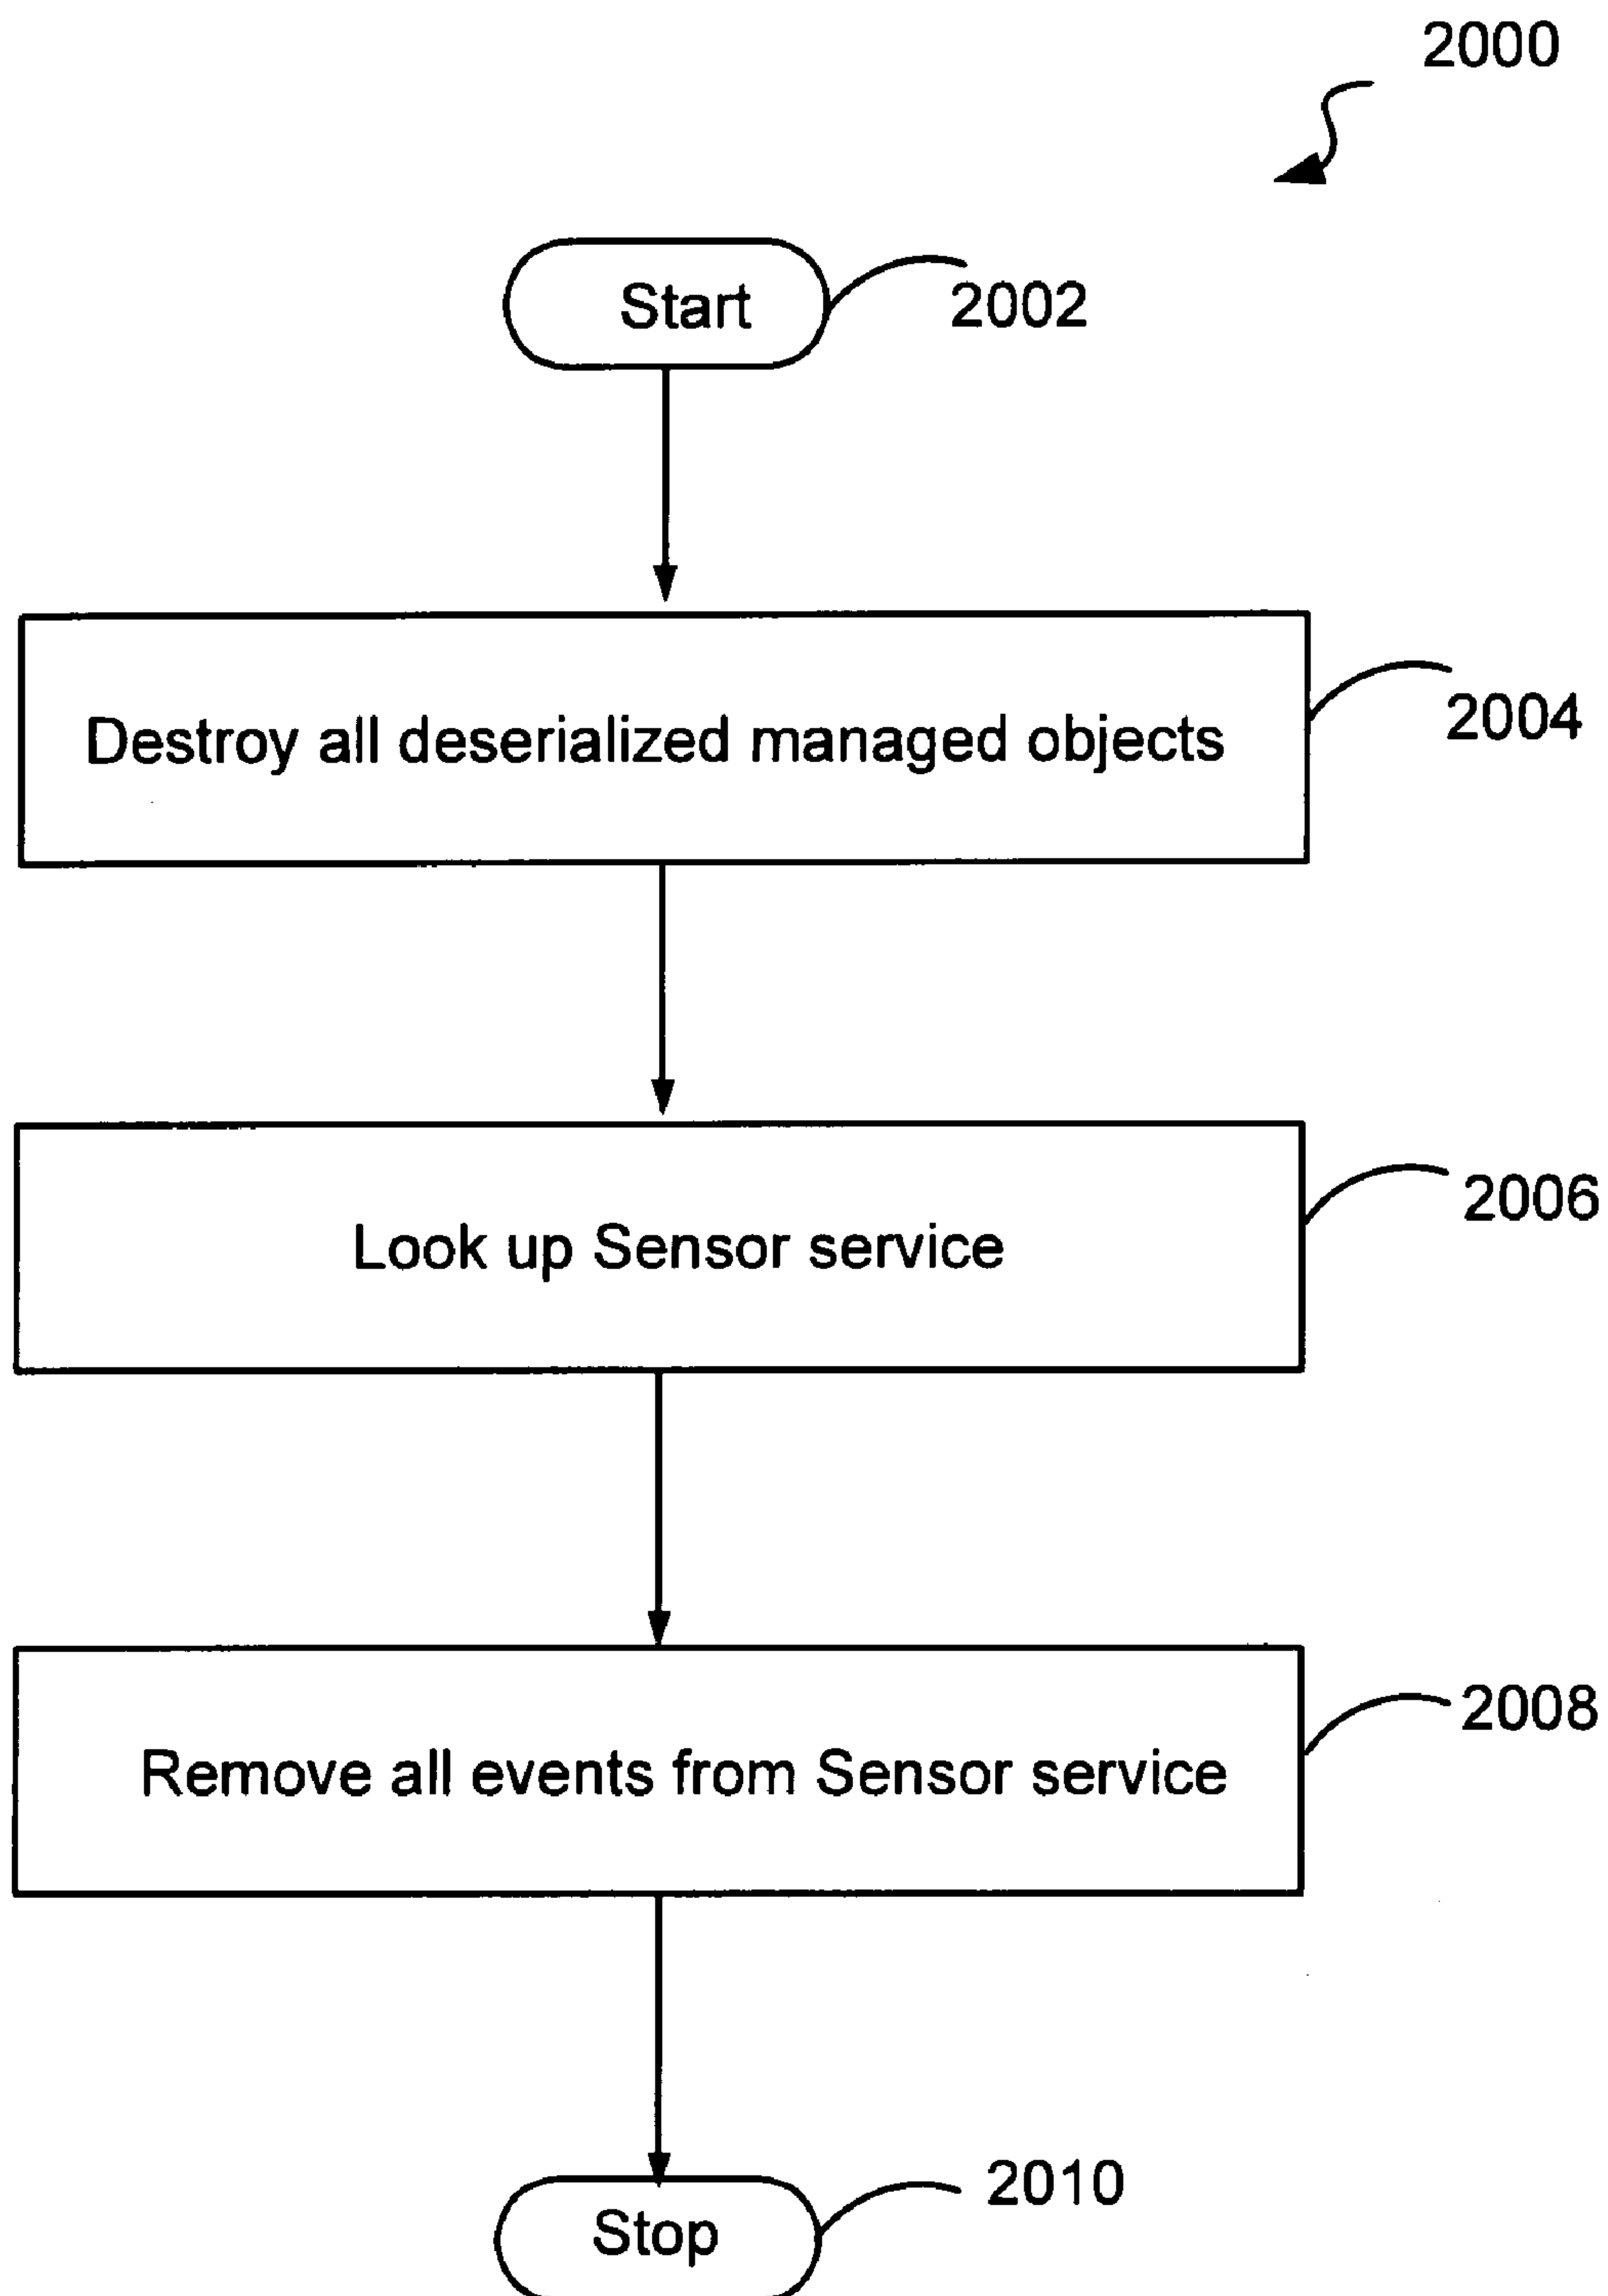 2000
Start
2002
Destroy all deserialized managed objects
2004
Look up Sensor service
2006
Remove all events from Sensor service
2008
Stop
2010